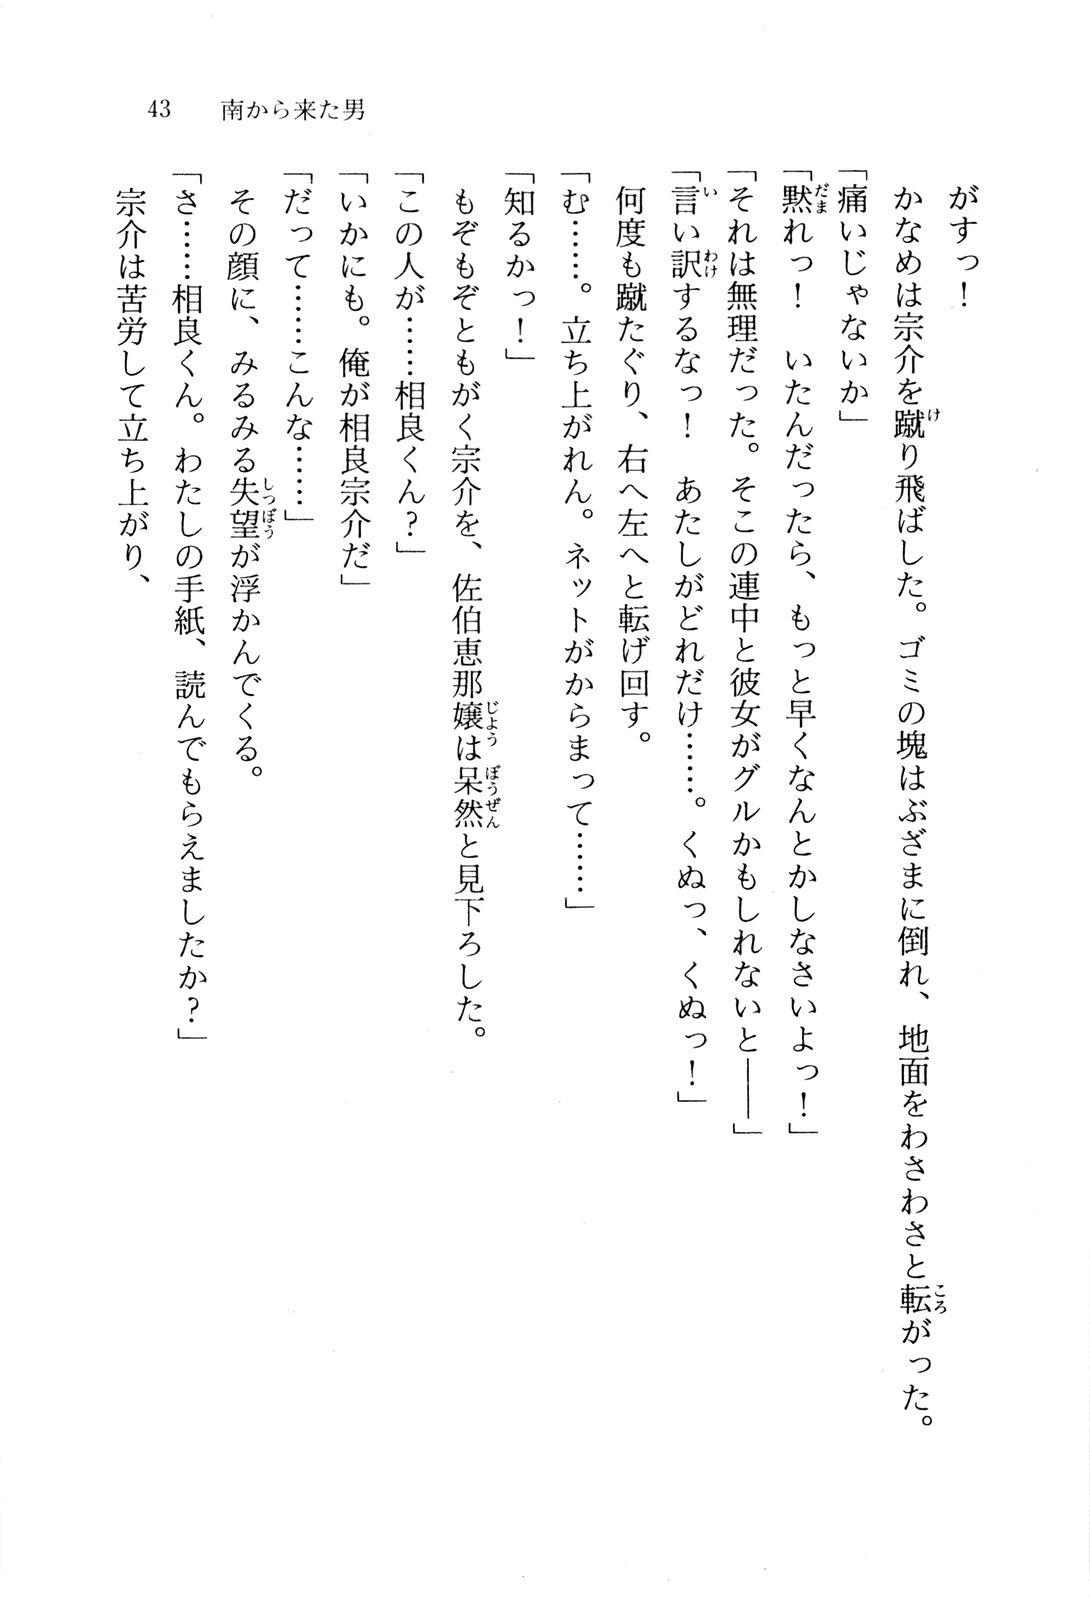 43　南から来た男
がすっ！
かなめは宗介を蹴り飛ばした。ゴミの塊はぶざまに倒れ、地面をわさわさと転がった。
「痛いじゃないか」
「黙れっ！　いたんだったら、もっと早くなんとかしなさいよっ！」
「それは無理だった。そこの連中と彼女がグルかもしれないと――」
「言い訳するなっ！　あたしがどれだけ……。くぬっ、くぬっ！」
何度も蹴たぐり、右へ左へと転げ回す。
「む……。立ち上がれん。ネットがからまって……」
「知るかっ！」
もぞもぞともがく宗介を、佐伯恵那嬢は呆然と見下ろした。
「この人が……相良くん？」
「いかにも。俺が相良宗介だ」
「だって……こんな……」
その顔に、みるみる失望が浮かんでくる。
「さ……相良くん。わたしの手紙、読んでもらえましたか？」
宗介は苦労して立ち上がり、